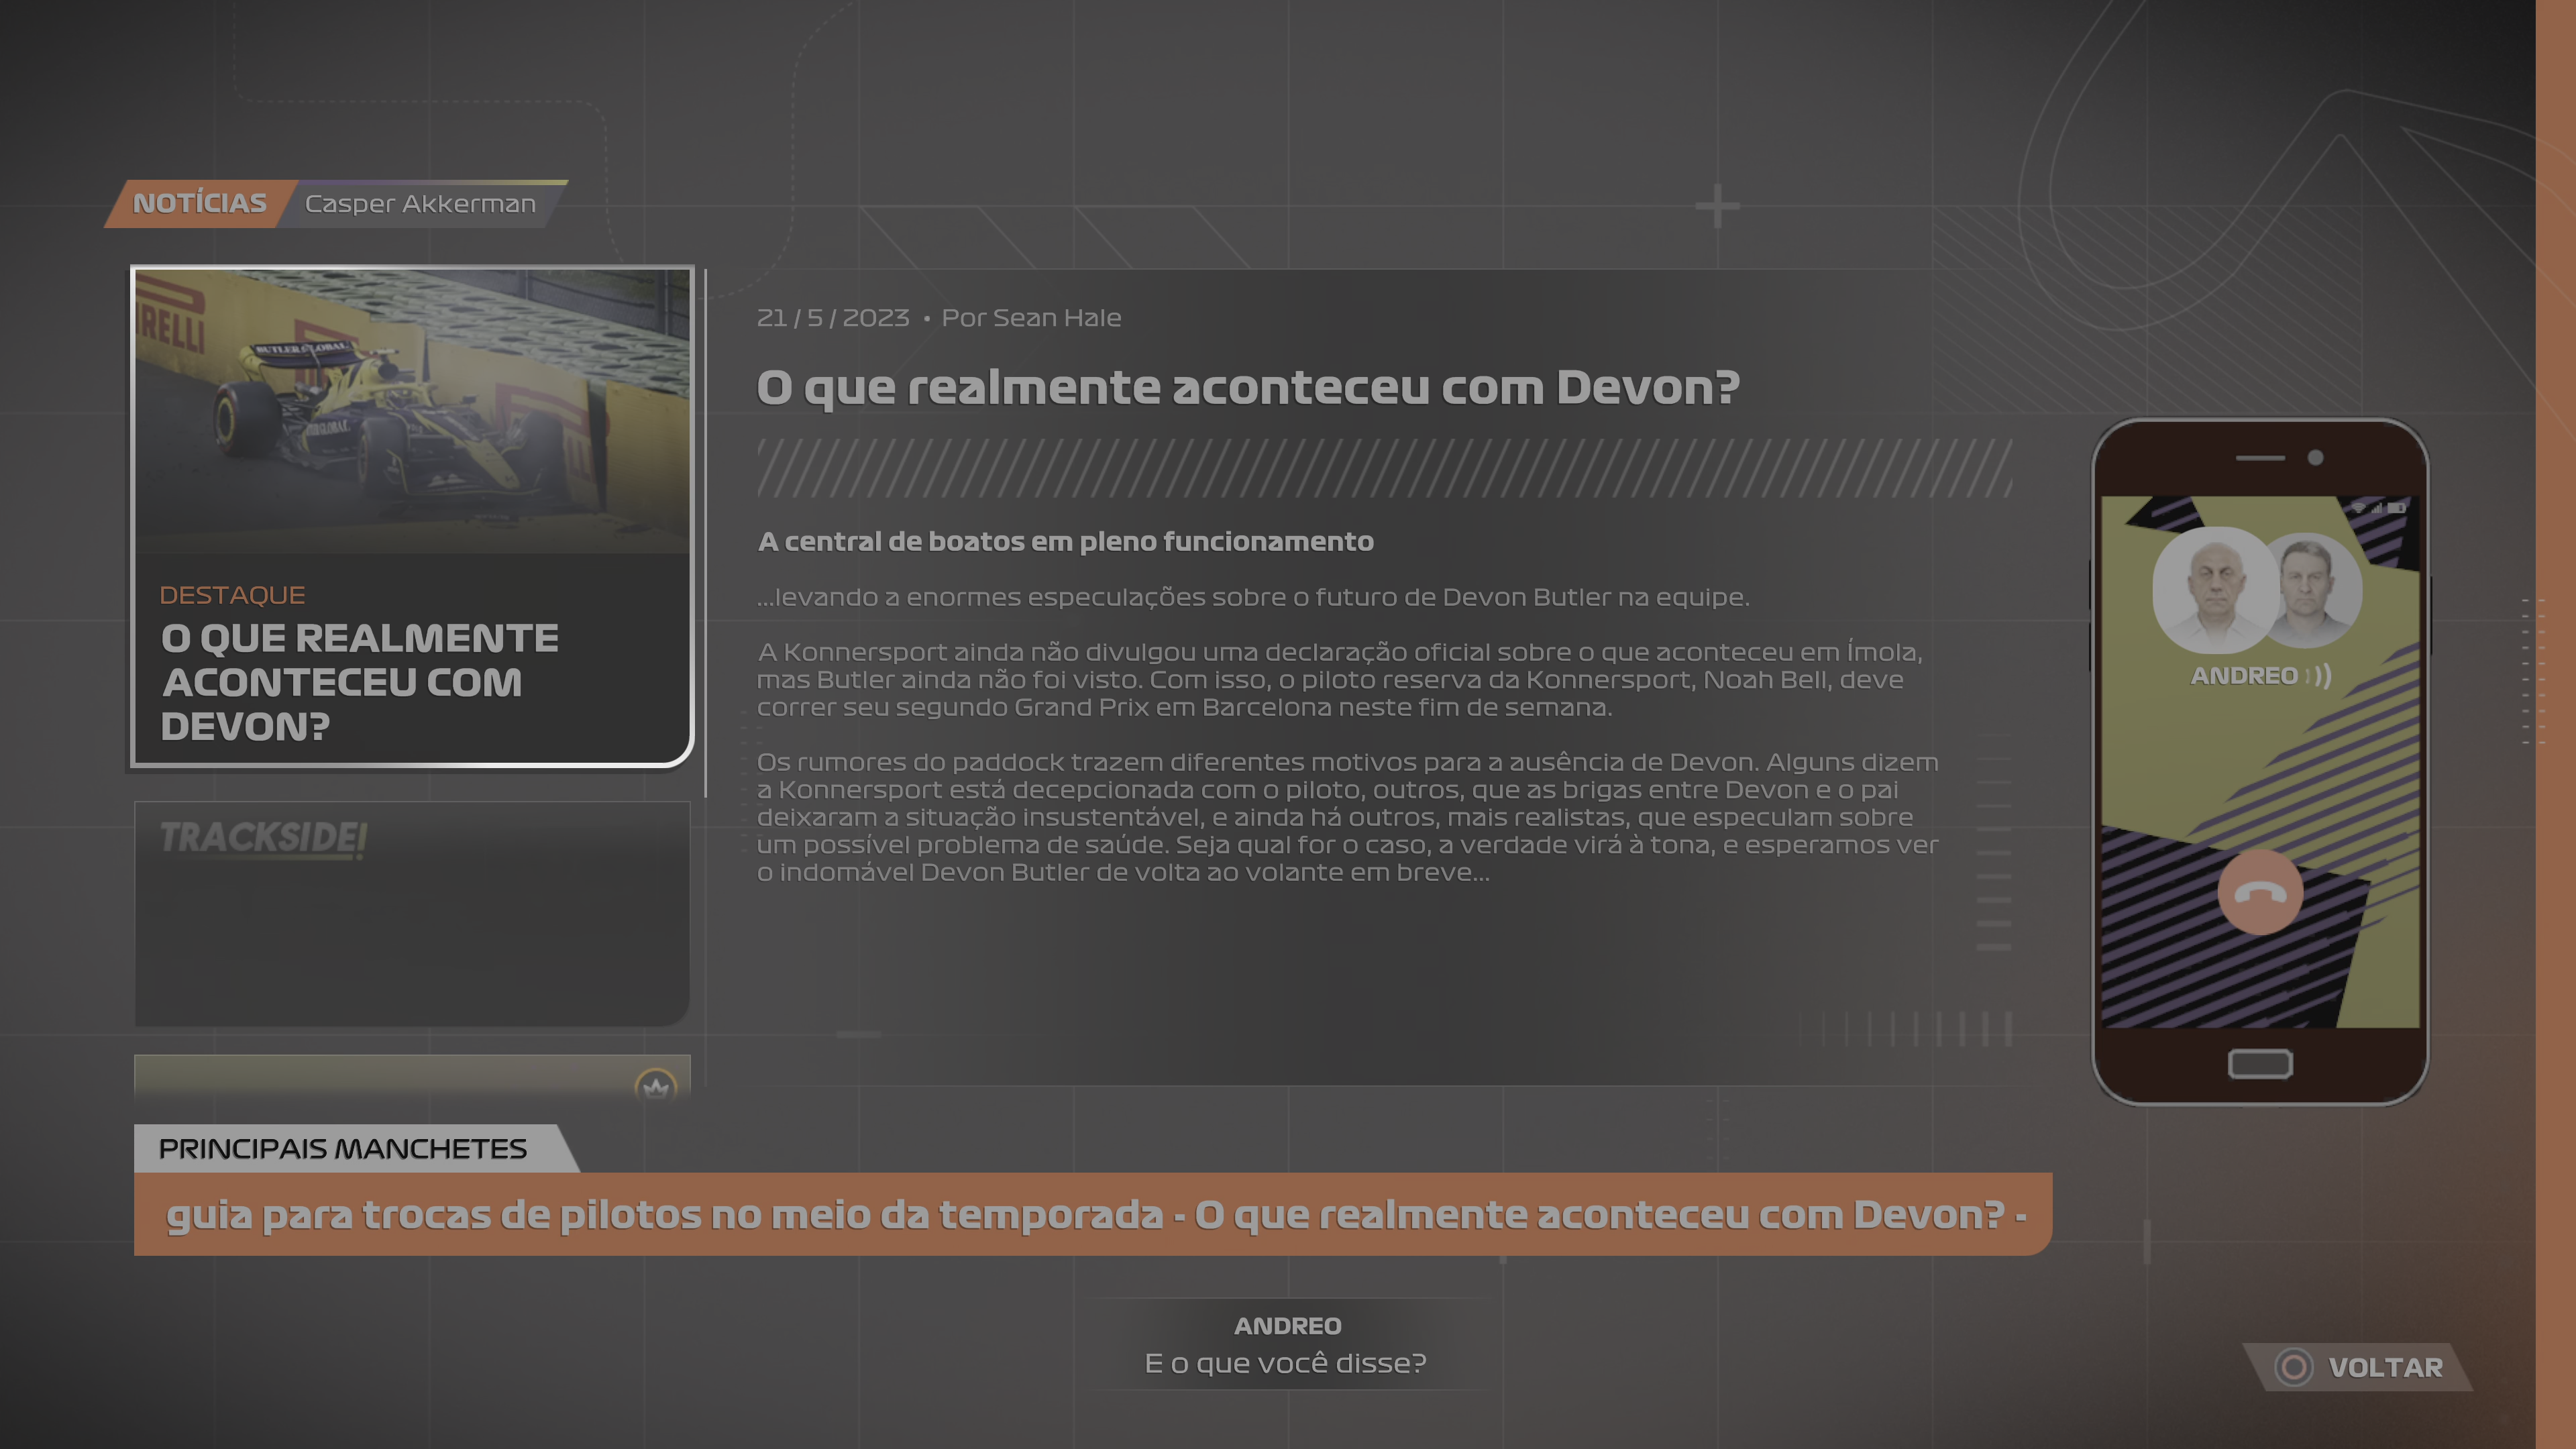 NOTÍCIAS
Casper Akkerman
IRELLI
BUTLER GLOBAL
DESTAQUE
O QUE REALMENTE
ACONTECEU COM
DEVON?
TRACKSIDE!
21 / 5 / 2023 • Por Sean Hale
O que realmente aconteceu com Devon?
A central de boatos em pleno funcionamento
...levando a enormes especulações sobre o futuro de Devon Butler na equipe.
A Konnersport ainda não divulgou uma declaração oficial sobre o que aconteceu em Ímola,
mas Butler ainda não foi visto. Com isso, o piloto reserva da Konnersport, Noah Bell, deve
correr seu segundo Grand Prix em Barcelona neste fim de semana.
Os rumores do paddock trazem diferentes motivos para a ausência de Devon. Alguns dizem
a Konnersport está decepcionada com o piloto, outros, que as brigas entre Devon e o pai
deixaram a situação insustentável, e ainda há outros, mais realistas, que especulam sobre
um possível problema de saúde. Seja qual for o caso, a verdade virá à tona, e esperamos ver
o indomável Devon Butler de volta ao volante em breve...
ANDREO
PRINCIPAIS MANCHETES
guia para trocas de pilotos no meio da temporada - O que realmente aconteceu com Devon? -
ANDREO
E o que você disse?
VOLTAR